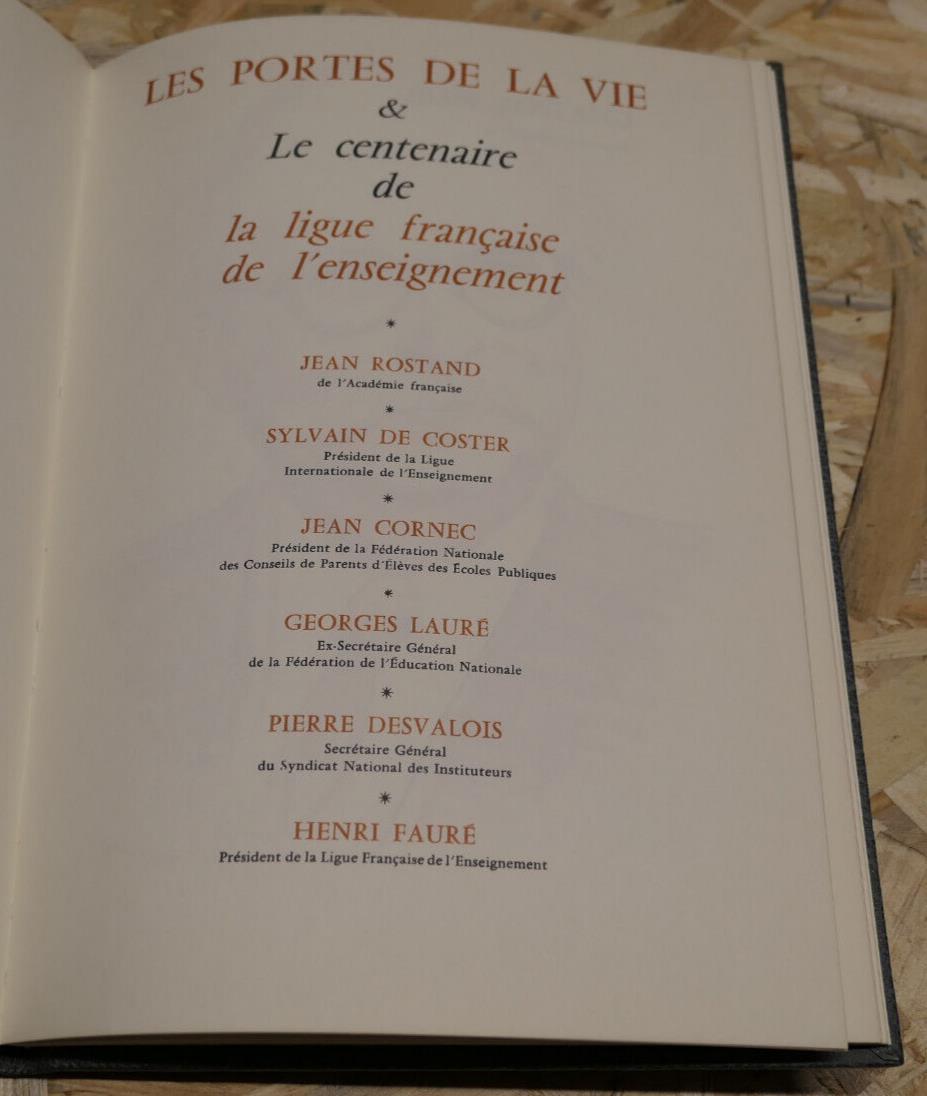 LES PORTES DE LA VIE
&
Le centenaire
de
la ligue française
de l'enseignement
*
JEAN ROSTAND
de l'Académie française
*
SYLVAIN DE COSTER
Président de la Ligue
Internationale de l'Enseignement
*
JEAN CORNEC
Président de la Fédération Nationale
des Conseils de Parents d'Élèves des Écoles Publiques
*
GEORGES LAURÉ
Ex-Secrétaire Général
de la Fédération de l'Éducation Nationale
*
PIERRE DESVALOIS
Secrétaire Général
du Syndicat National des Instituteurs
*
HENRI FAURÉ
Président de la Ligue Française de l'Enseignement